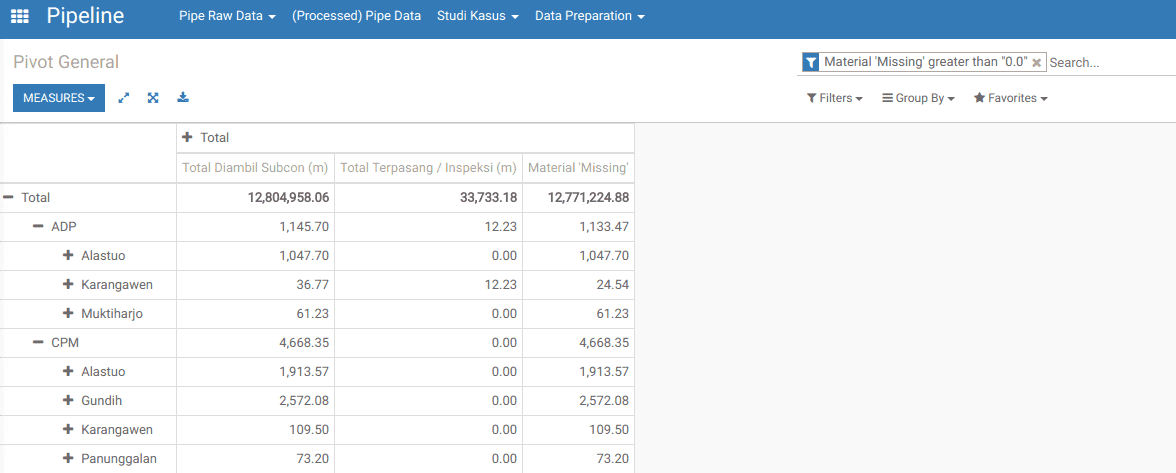 Pipeline Pipe Raw Data (Processed) Pipe Data Studi Kasus Data Preparation
Pivot General Material 'Missing' greater than "0.0" Search...
MEASURES Filters Group By Favorites
Total
Total Diambil Subcon (m) Total Terpasang / Inspeksi (m) Material 'Missing'
Total 12,804,958.06 33,733.18 12,771,224.88
ADP 1,145.70 12.23 1,133.47
Alastuo 1,047.70 0.00 1,047.70
Karangawen 36.77 12.23 24.54
Muktiharjo 61.23 0.00 61.23
CPM 4,668.35 0.00 4,668.35
Alastuo 1,913.57 0.00 1,913.57
Gundih 2,572.08 0.00 2,572.08
Karangawen 109.50 0.00 109.50
Panunggalan 73.20 0.00 73.20